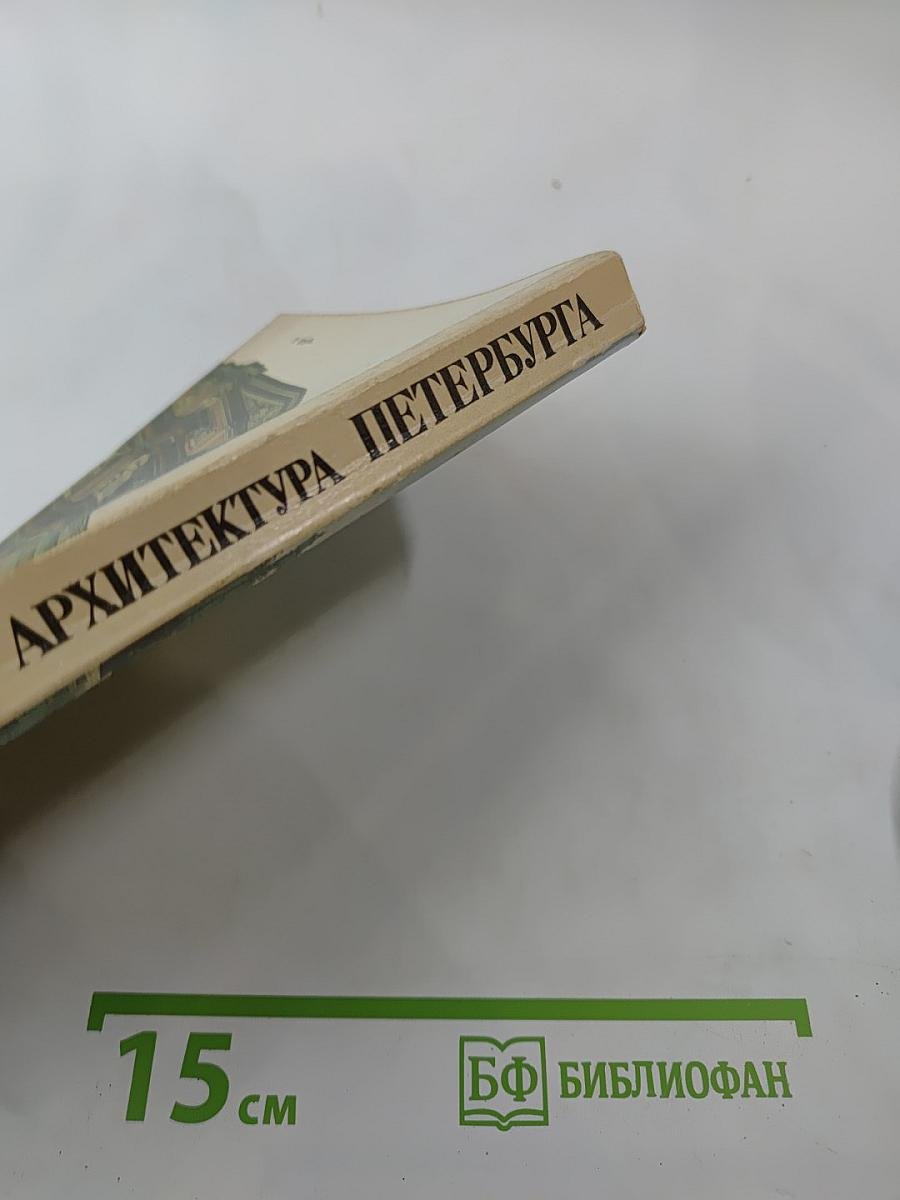 АРХИТЕКТУРА ПЕТЕРБУРГА
15 см
БФ БИБЛИОФАН